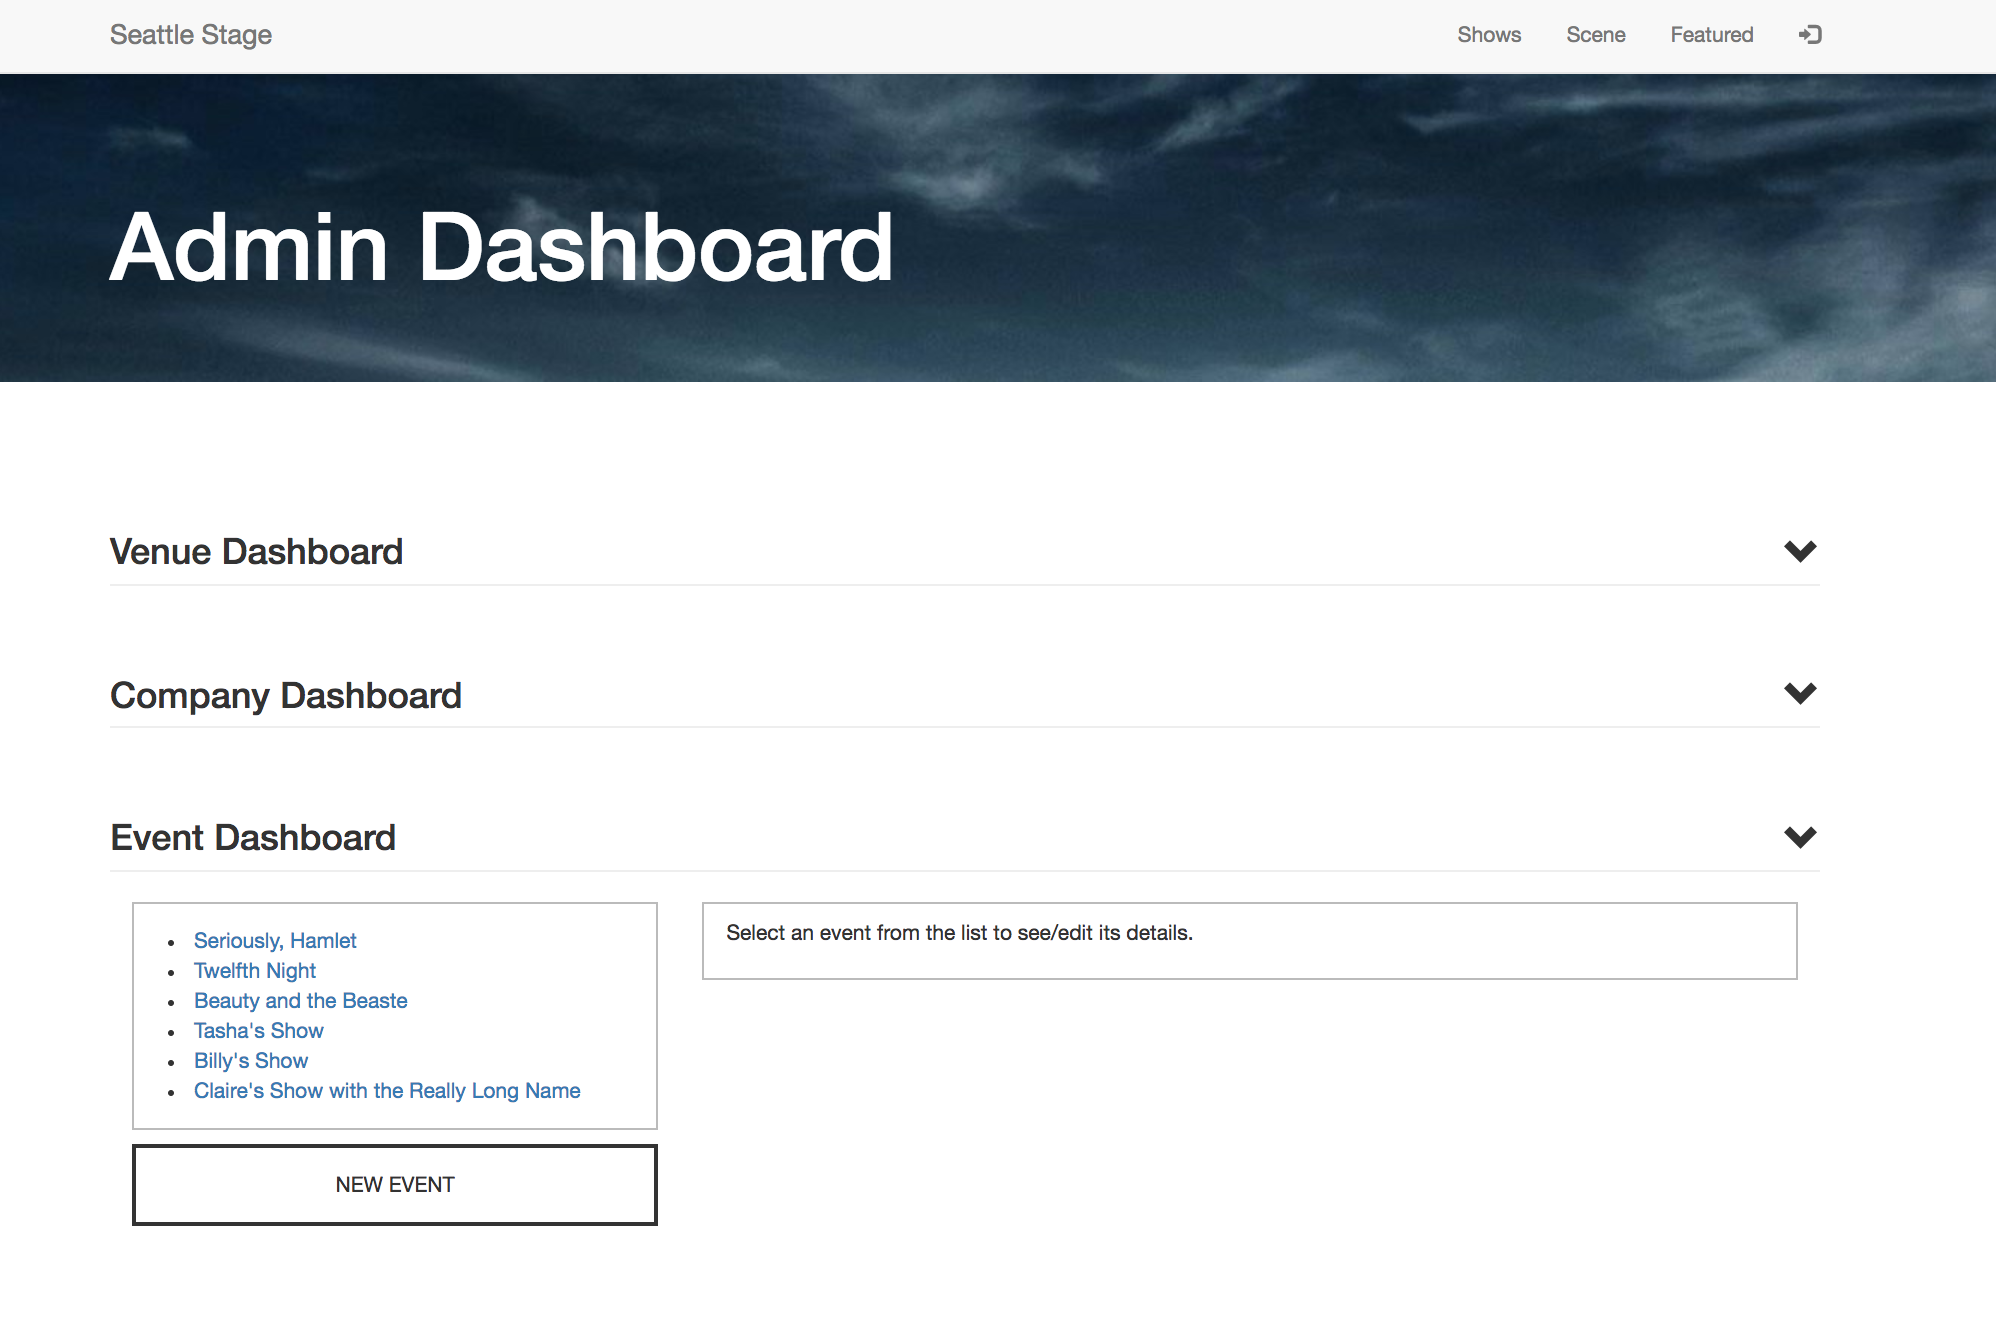 Seattle Stage
Shows Scene Featured
Admin Dashboard
Venue Dashboard
Company Dashboard
Event Dashboard
Seriously, Hamlet
Twelfth Night
Beauty and the Beaste
Tasha's Show
Billy's Show
Claire's Show with the Really Long Name
NEW EVENT
Select an event from the list to see/edit its details.